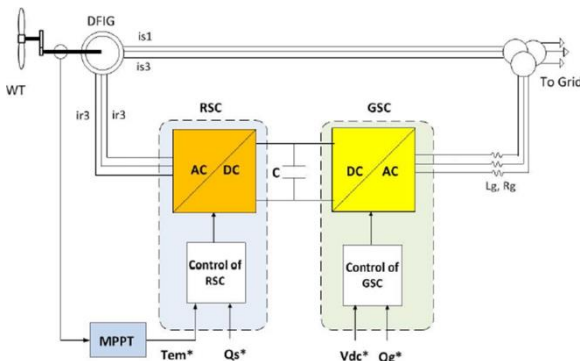 DFIG
is1
is3
WT
To Grid
ir3
ir3
RSC
GSC
AC
DC
C
DC
AC
Lg, Rg
Control of
RSC
Control of
GSC
MPPT
Tem*
Qs*
Vdc*
Qg*